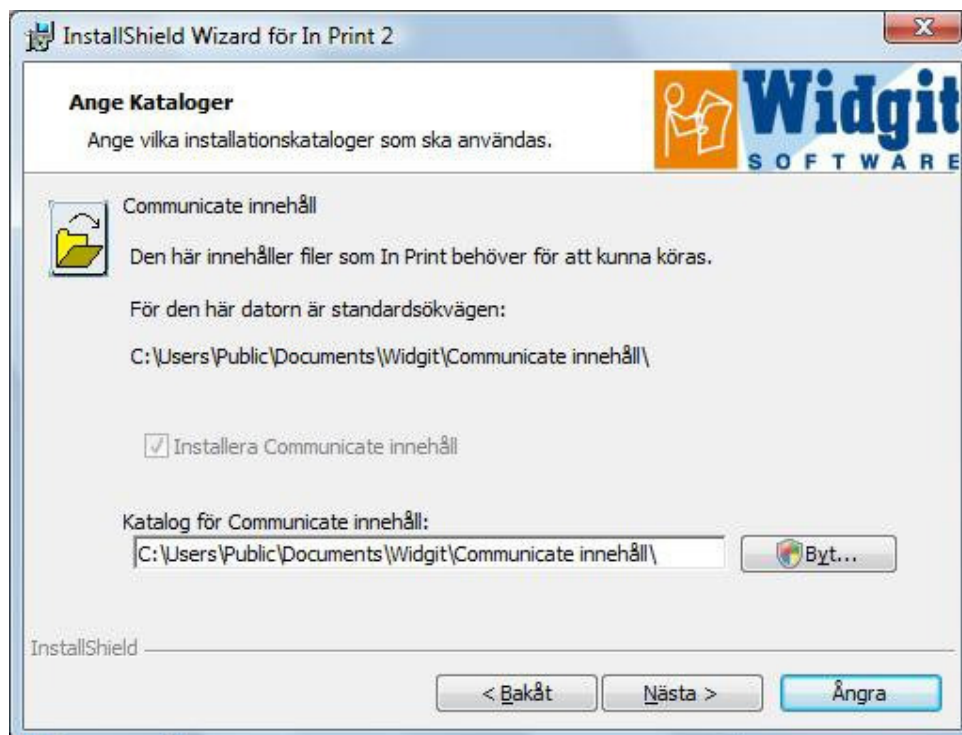 InstallShield Wizard för In Print 2
Ange Kataloger
Ange vilka installationskataloger som ska användas.
Widgit
SOFTWARE
Communicate innehåll
Den här innehåller filer som In Print behöver för att kunna köras.
För den här datorn är standardsökvägen:
C:\Users\Public\Documents\Widgit\Communicate innehåll\
Installera Communicate innehåll
Katalog för Communicate innehåll:
C:\Users\Public\Documents\Widgit\Communicate innehåll\
Byt...
InstallShield
< Bakåt
Nästa >
Ångra